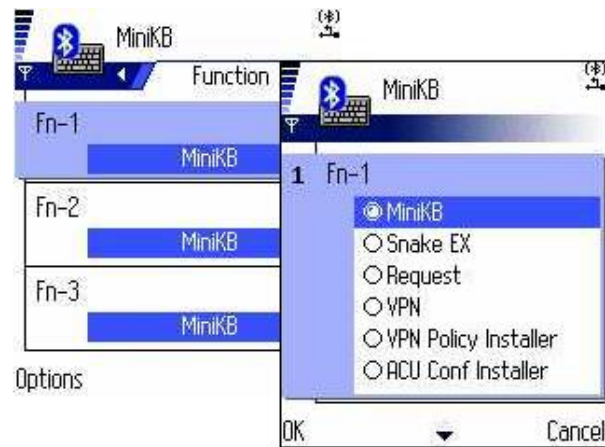 MiniKB
Function
Fn-1
MiniKB
Fn-2
MiniKB
Fn-3
MiniKB
Options
MiniKB
1 Fn-1
MiniKB
Snake EX
Request
VPN
VPN Policy Installer
ACU Conf Installer
OK
Cancel